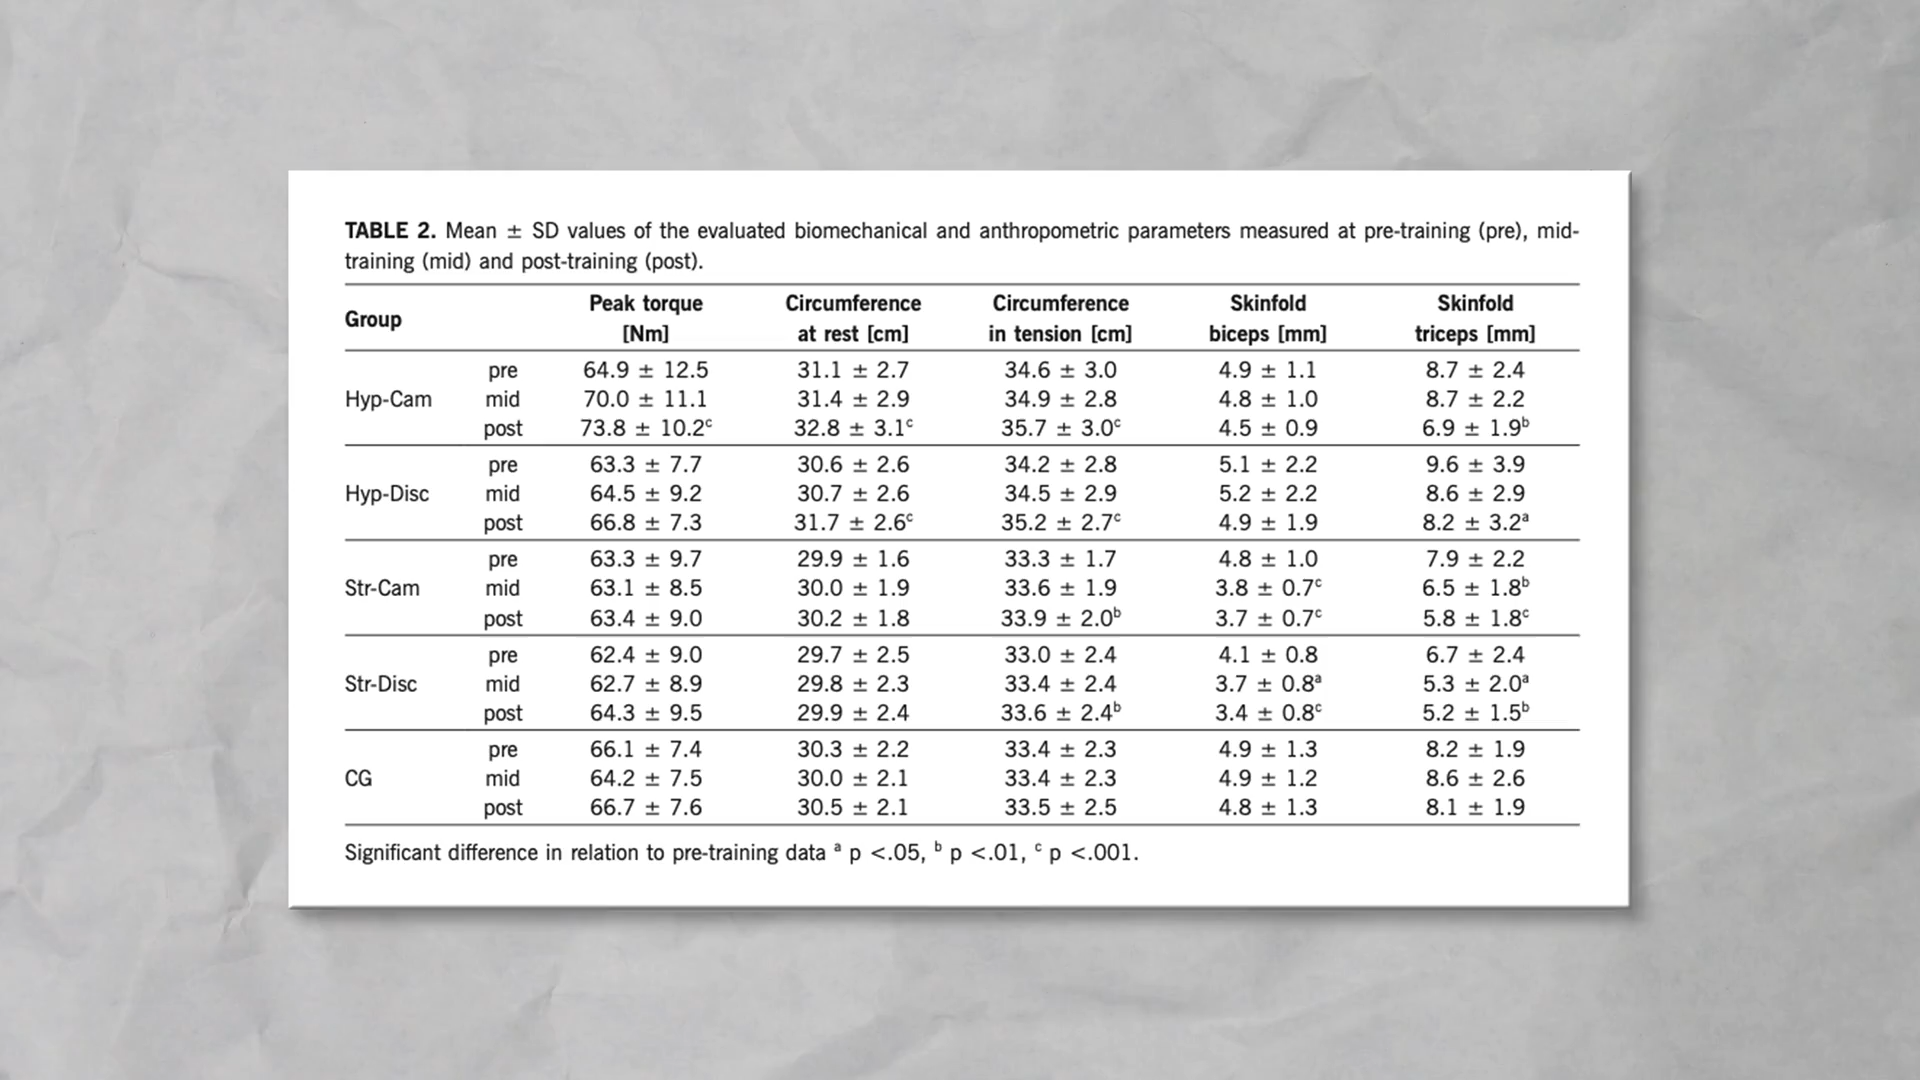 TABLE 2. Mean ± SD values of the evaluated biomechanical and anthropometric parameters measured at pre-training (pre), mid-
training (mid) and post-training (post).
Group Peak torque [Nm] Circumference at rest [cm] Circumference in tension [cm] Skinfold biceps [mm] Skinfold triceps [mm]
Hyp-Cam
pre 64.9 ± 12.5 31.1 ± 2.7 34.6 ± 3.0 4.9 ± 1.1 8.7 ± 2.4
mid 70.0 ± 11.1 31.4 ± 2.9 34.9 ± 2.8 4.8 ± 1.0 8.7 ± 2.2
post 73.8 ± 10.2ᶜ 32.8 ± 3.1ᶜ 35.7 ± 3.0ᶜ 4.5 ± 0.9 6.9 ± 1.9ᵇ
Hyp-Disc
pre 63.3 ± 7.7 30.6 ± 2.6 34.2 ± 2.8 5.1 ± 2.2 9.6 ± 3.9
mid 64.5 ± 9.2 30.7 ± 2.6 34.5 ± 2.9 5.2 ± 2.2 8.6 ± 2.9
post 66.8 ± 7.3 31.7 ± 2.6ᶜ 35.2 ± 2.7ᶜ 4.9 ± 1.9 8.2 ± 3.2ᵃ
Str-Cam
pre 63.3 ± 9.7 29.9 ± 1.6 33.3 ± 1.7 4.8 ± 1.0 7.9 ± 2.2
mid 63.1 ± 8.5 30.0 ± 1.9 33.6 ± 1.9 3.8 ± 0.7ᶜ 6.5 ± 1.8ᵇ
post 63.4 ± 9.0 30.2 ± 1.8 33.9 ± 2.0ᵇ 3.7 ± 0.7ᶜ 5.8 ± 1.8ᶜ
Str-Disc
pre 62.4 ± 9.0 29.7 ± 2.5 33.0 ± 2.4 4.1 ± 0.8 6.7 ± 2.4
mid 62.7 ± 8.9 29.8 ± 2.3 33.4 ± 2.4 3.7 ± 0.8ᵃ 5.3 ± 2.0ᵃ
post 64.3 ± 9.5 29.9 ± 2.4 33.6 ± 2.4ᵇ 3.4 ± 0.8ᶜ 5.2 ± 1.5ᵇ
CG
pre 66.1 ± 7.4 30.3 ± 2.2 33.4 ± 2.3 4.9 ± 1.3 8.2 ± 1.9
mid 64.2 ± 7.5 30.0 ± 2.1 33.4 ± 2.3 4.9 ± 1.2 8.6 ± 2.6
post 66.7 ± 7.6 30.5 ± 2.1 33.5 ± 2.5 4.8 ± 1.3 8.1 ± 1.9
Significant difference in relation to pre-training data ᵃ p <.05, ᵇ p <.01, ᶜ p <.001.